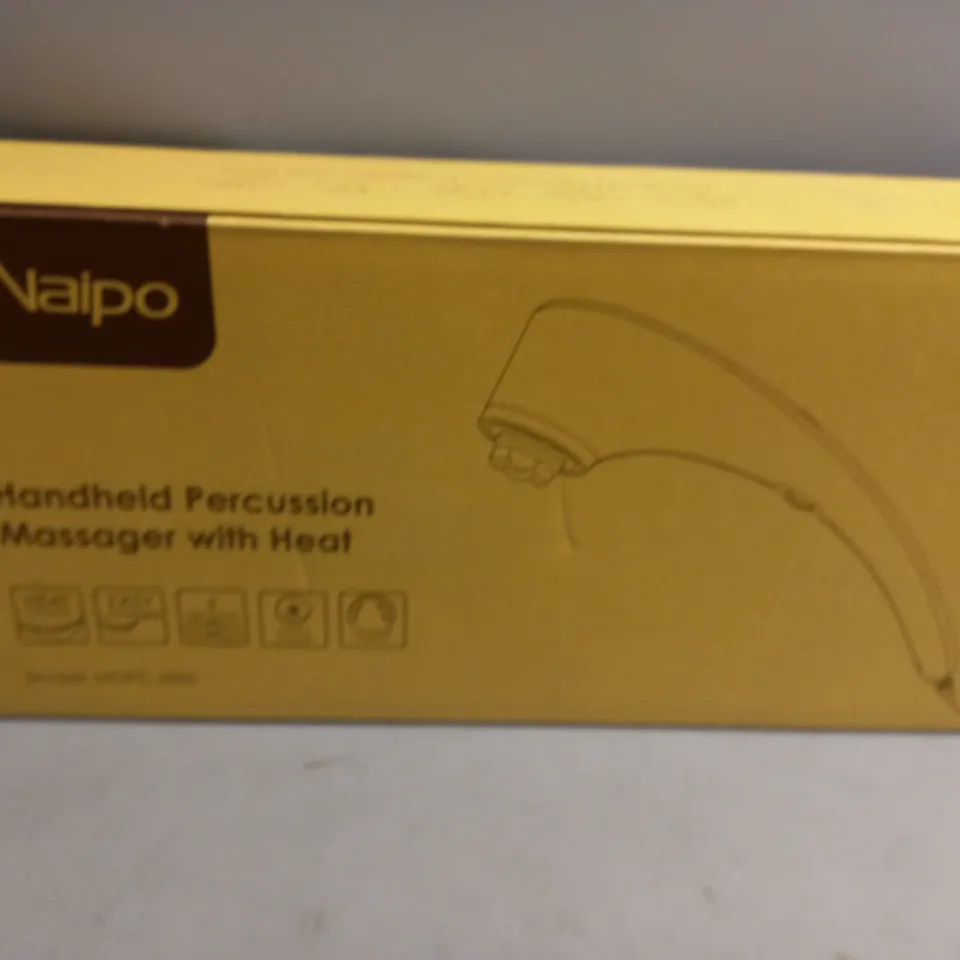 Naipo
Handheld Percussion
Massager with Heat